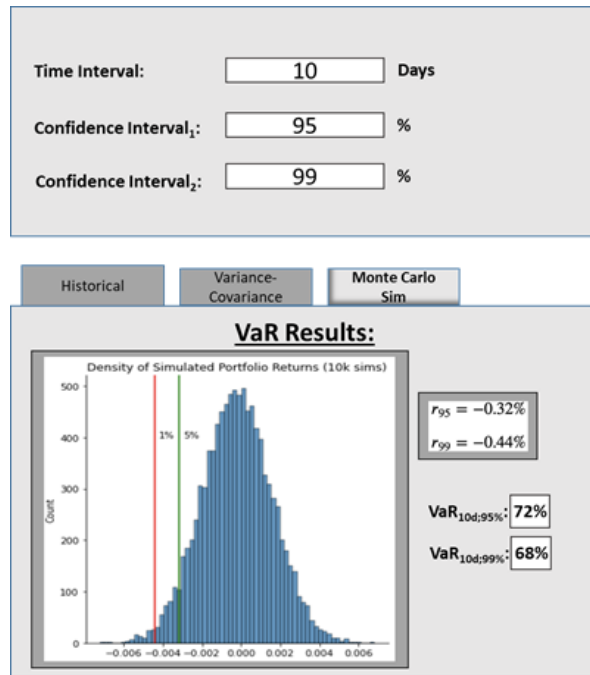 Time Interval: 10 Days
Confidence Interval₁: 95 %
Confidence Interval₂: 99 %
Historical
Variance-
Covariance
Monte Carlo
Sim
VaR Results:
Density of Simulated Portfolio Returns (10k sims)
500
400
300
200
100
0
Count
1% 5%
−0.006 −0.004 −0.002 0.000 0.002 0.004 0.006
r₉₅ = −0.32%
r₉₉ = −0.44%
VaR₁₀d;₉₅%: 72%
VaR₁₀d;₉₉%: 68%